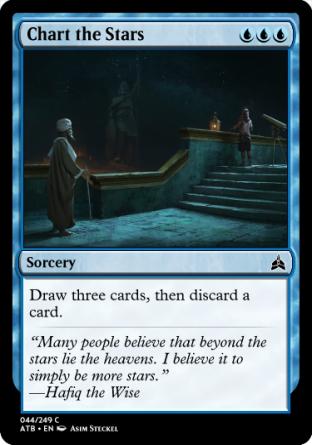 Chart the Stars
Sorcery
Draw three cards, then discard a
card.
“Many people believe that beyond the
stars lie the heavens. I believe it to
simply be more stars.”
—Hafiq the Wise
044/249 C
ATB • EN Asim Steckel